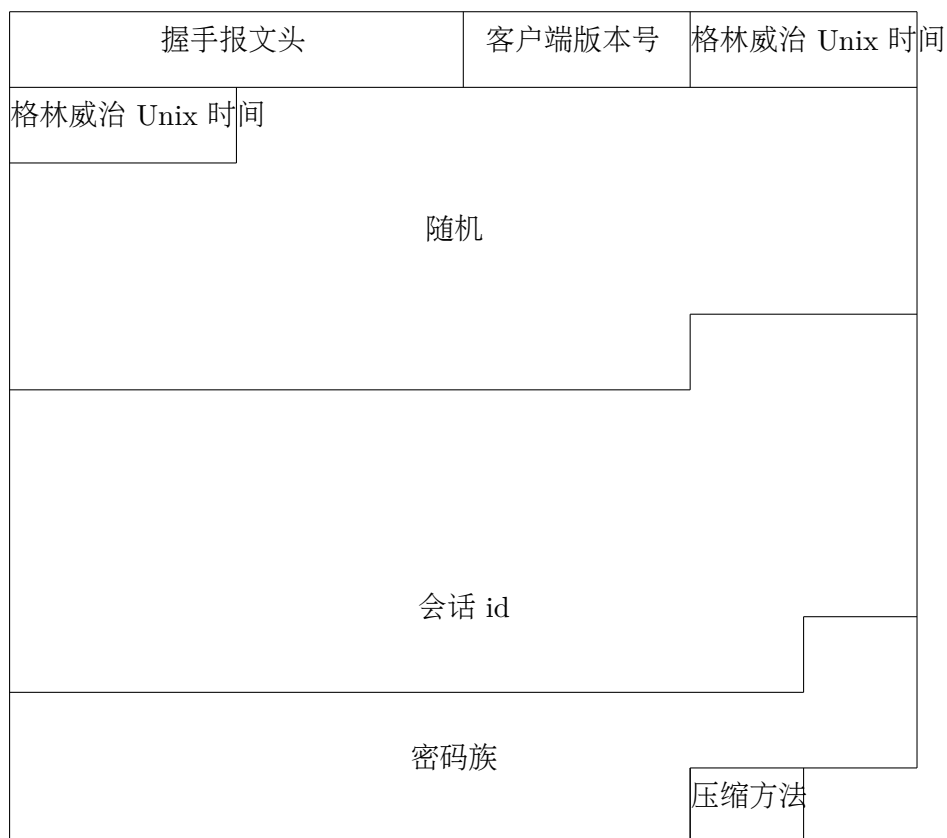 握手报文头
客户端版本号
格林威治 Unix 时间
格林威治 Unix 时间
随机
会话 id
密码族
压缩方法